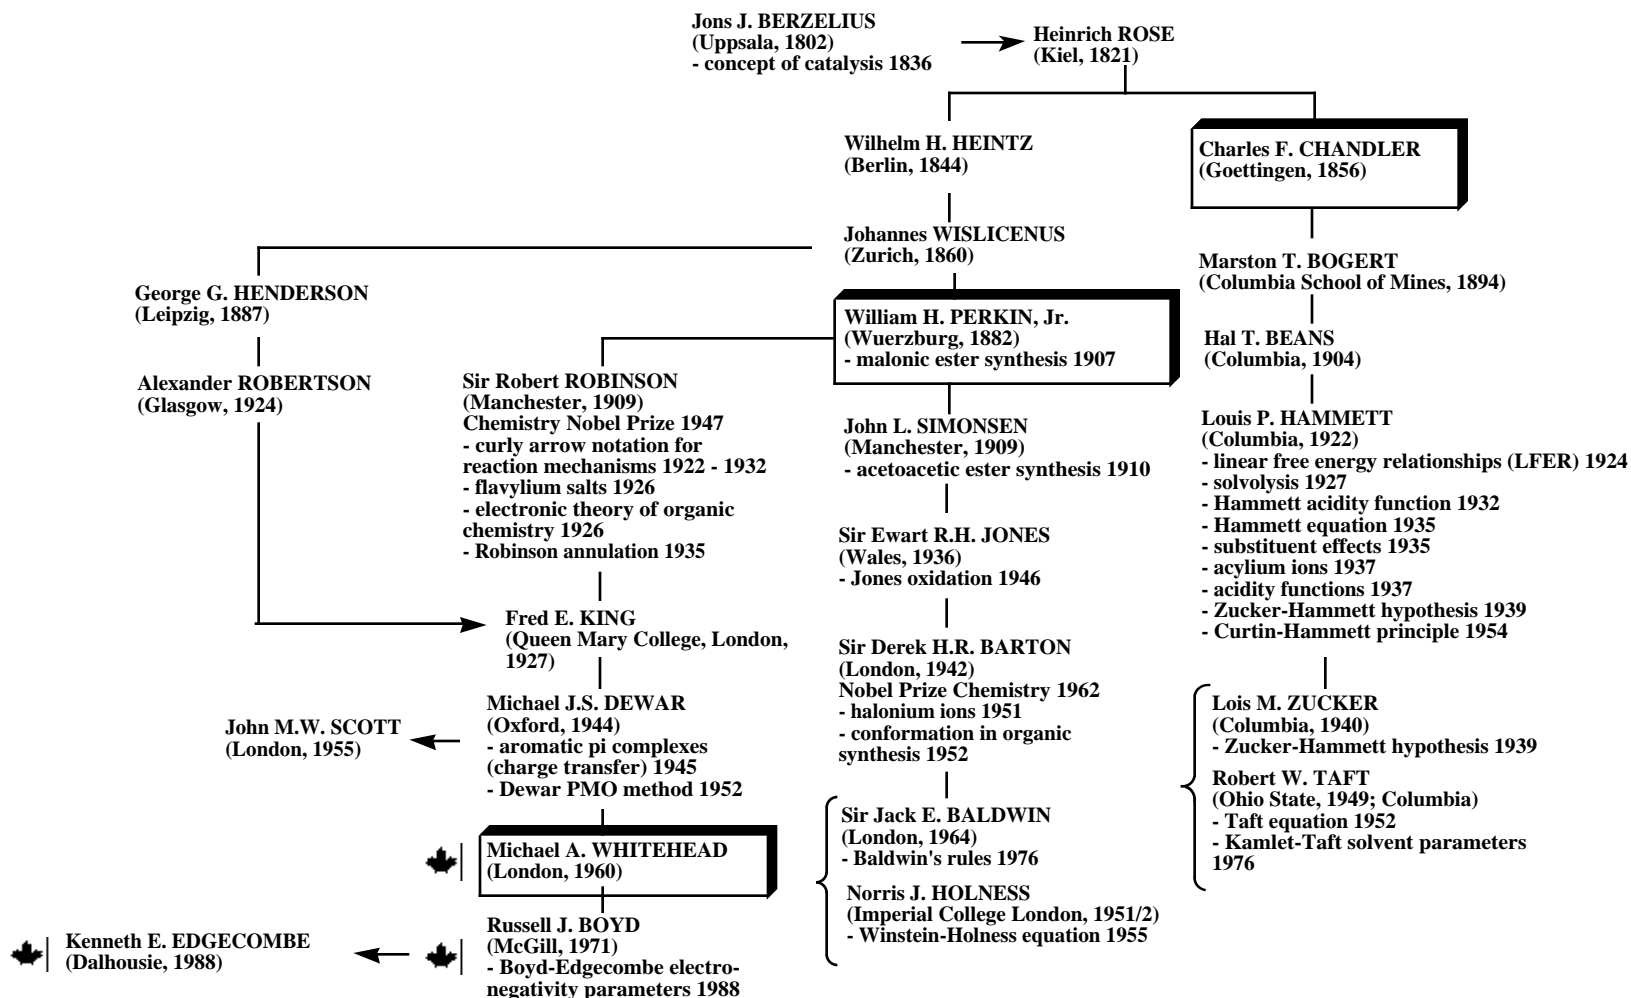 Jons J. BERZELIUS
(Uppsala, 1802)
- concept of catalysis 1836
Heinrich ROSE
(Kiel, 1821)
Wilhelm H. HEINTZ
(Berlin, 1844)
Charles F. CHANDLER
(Goettingen, 1856)
Johannes WISLICENUS
(Zurich, 1860)
Marston T. BOGERT
(Columbia School of Mines, 1894)
George G. HENDERSON
(Leipzig, 1887)
William H. PERKIN, Jr.
(Wuerzburg, 1882)
- malonic ester synthesis 1907
Hal T. BEANS
(Columbia, 1904)
Alexander ROBERTSON
(Glasgow, 1924)
Sir Robert ROBINSON
(Manchester, 1909)
Chemistry Nobel Prize 1947
- curly arrow notation for
reaction mechanisms 1922 - 1932
- flavylium salts 1926
- electronic theory of organic
chemistry 1926
- Robinson annulation 1935
John L. SIMONSEN
(Manchester, 1909)
- acetoacetic ester synthesis 1910
Louis P. HAMMETT
(Columbia, 1922)
- linear free energy relationships (LFER) 1924
- solvolysis 1927
- Hammett acidity function 1932
- Hammett equation 1935
- substituent effects 1935
- acylium ions 1937
- acidity functions 1937
- Zucker-Hammett hypothesis 1939
- Curtin-Hammett principle 1954
Sir Ewart R.H. JONES
(Wales, 1936)
- Jones oxidation 1946
Fred E. KING
(Queen Mary College, London,
1927)
Sir Derek H.R. BARTON
(London, 1942)
Nobel Prize Chemistry 1962
- halonium ions 1951
- conformation in organic
synthesis 1952
John M.W. SCOTT
(London, 1955)
Michael J.S. DEWAR
(Oxford, 1944)
- aromatic pi complexes
(charge transfer) 1945
- Dewar PMO method 1952
Lois M. ZUCKER
(Columbia, 1940)
- Zucker-Hammett hypothesis 1939
Robert W. TAFT
(Ohio State, 1949; Columbia)
- Taft equation 1952
- Kamlet-Taft solvent parameters
1976
Sir Jack E. BALDWIN
(London, 1964)
- Baldwin's rules 1976
Michael A. WHITEHEAD
(London, 1960)
Norris J. HOLNESS
(Imperial College London, 1951/2)
- Winstein-Holness equation 1955
Kenneth E. EDGECOMBE
(Dalhousie, 1988)
Russell J. BOYD
(McGill, 1971)
- Boyd-Edgecombe electro-
negativity parameters 1988